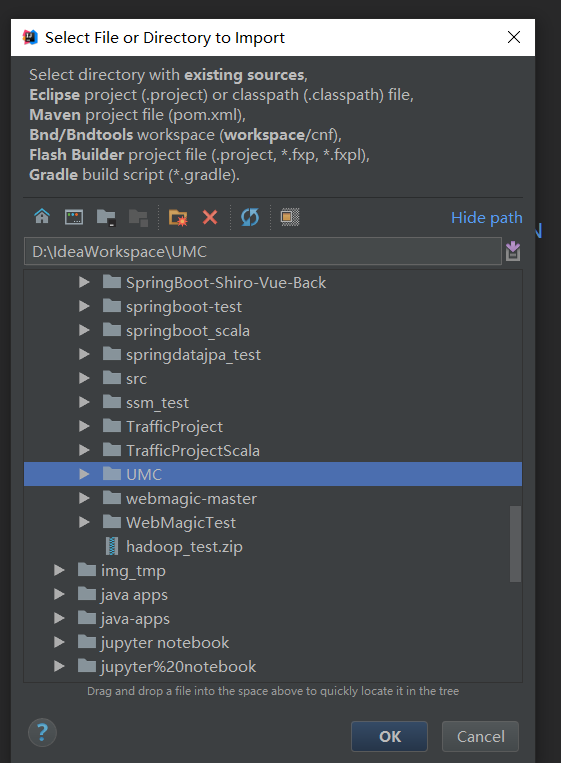 Select File or Directory to Import
Select directory with existing sources,
Eclipse project (.project) or classpath (.classpath) file,
Maven project file (pom.xml),
Bnd/Bndtools workspace (workspace/cnf),
Flash Builder project file (.project, *.fxp, *.fxpl),
Gradle build script (*.gradle).
Hide path
N
D:\IdeaWorkspace\UMC
SpringBoot-Shiro-Vue-Back
springboot-test
springboot_scala
springdatajpa_test
src
ssm_test
TrafficProject
TrafficProjectScala
UMC
webmagic-master
WebMagicTest
hadoop_test.zip
img_tmp
java apps
java-apps
jupyter notebook
jupyter%20notebook
Drag and drop a file into the space above to quickly locate it in the tree
?
OK
Cancel